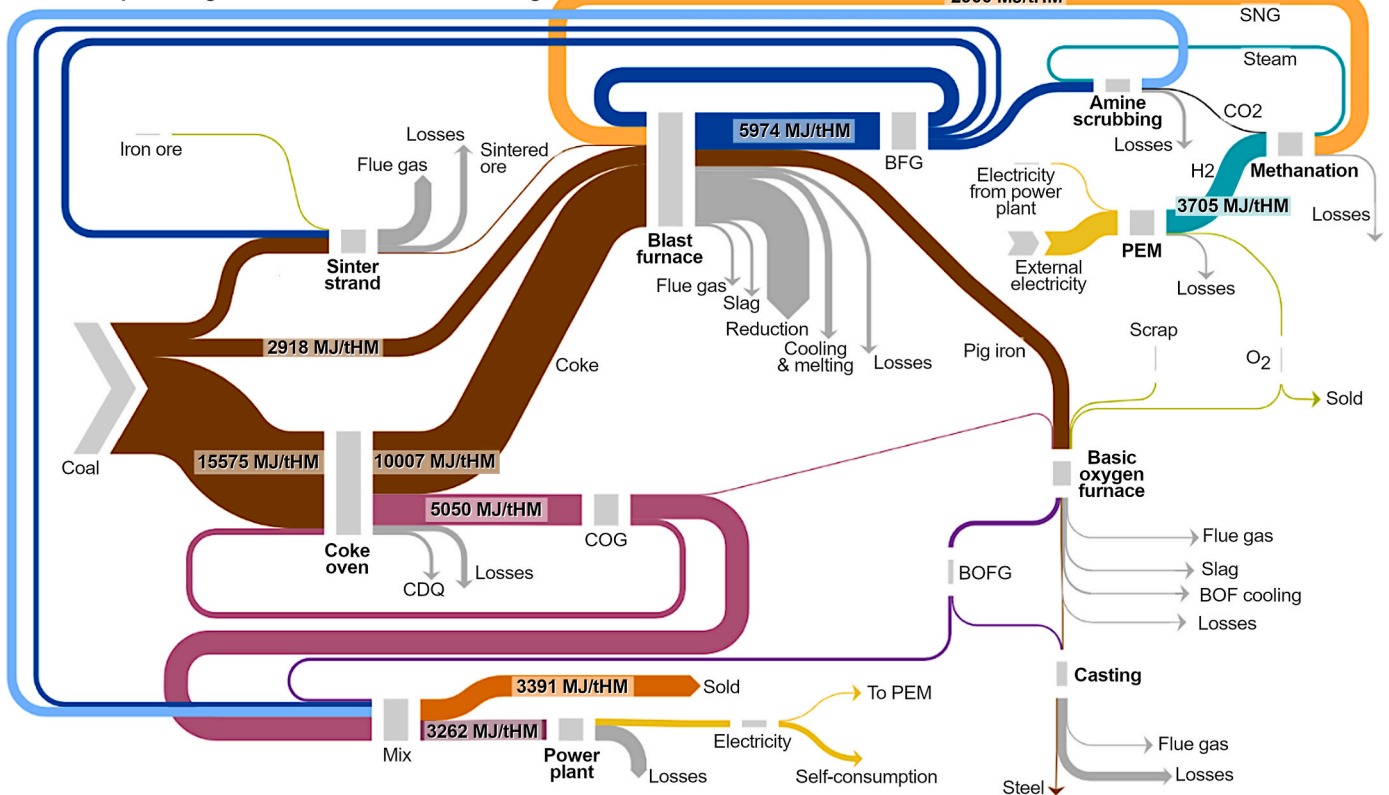 SNG
Steam
Amine
scrubbing
CO2
Losses
Iron ore
Losses
Flue gas
Sintered
ore
5974 MJ/tHM
BFG
Electricity
from power
plant
H2
Methanation
3705 MJ/tHM
Losses
Sinter
strand
Blast
furnace
PEM
External
electricity
Losses
Flue gas
Slag
Reduction
Cooling
& melting
Losses
2918 MJ/tHM
Coke
Pig iron
Scrap
O2
Sold
Coal
15575 MJ/tHM
10007 MJ/tHM
Basic
oxygen
furnace
5050 MJ/tHM
COG
Coke
oven
CDQ
Losses
BOFG
Flue gas
Slag
BOF cooling
Losses
Casting
3391 MJ/tHM
Sold
To PEM
Mix
3262 MJ/tHM
Power
plant
Losses
Electricity
Self-consumption
Flue gas
Losses
Steel